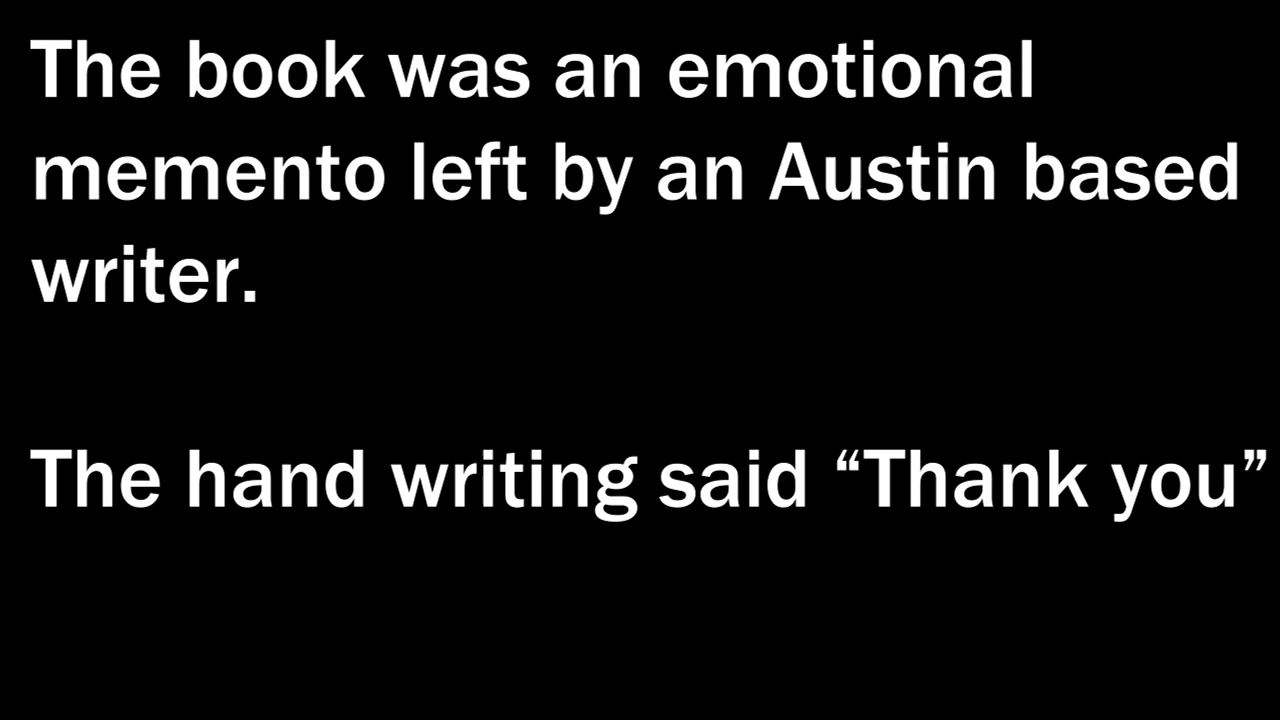 The book was an emotional
memento left by an Austin based
writer.
The hand writing said “Thank you”